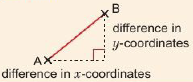 B
difference in
y-coordinates
A
difference in x-coordinates